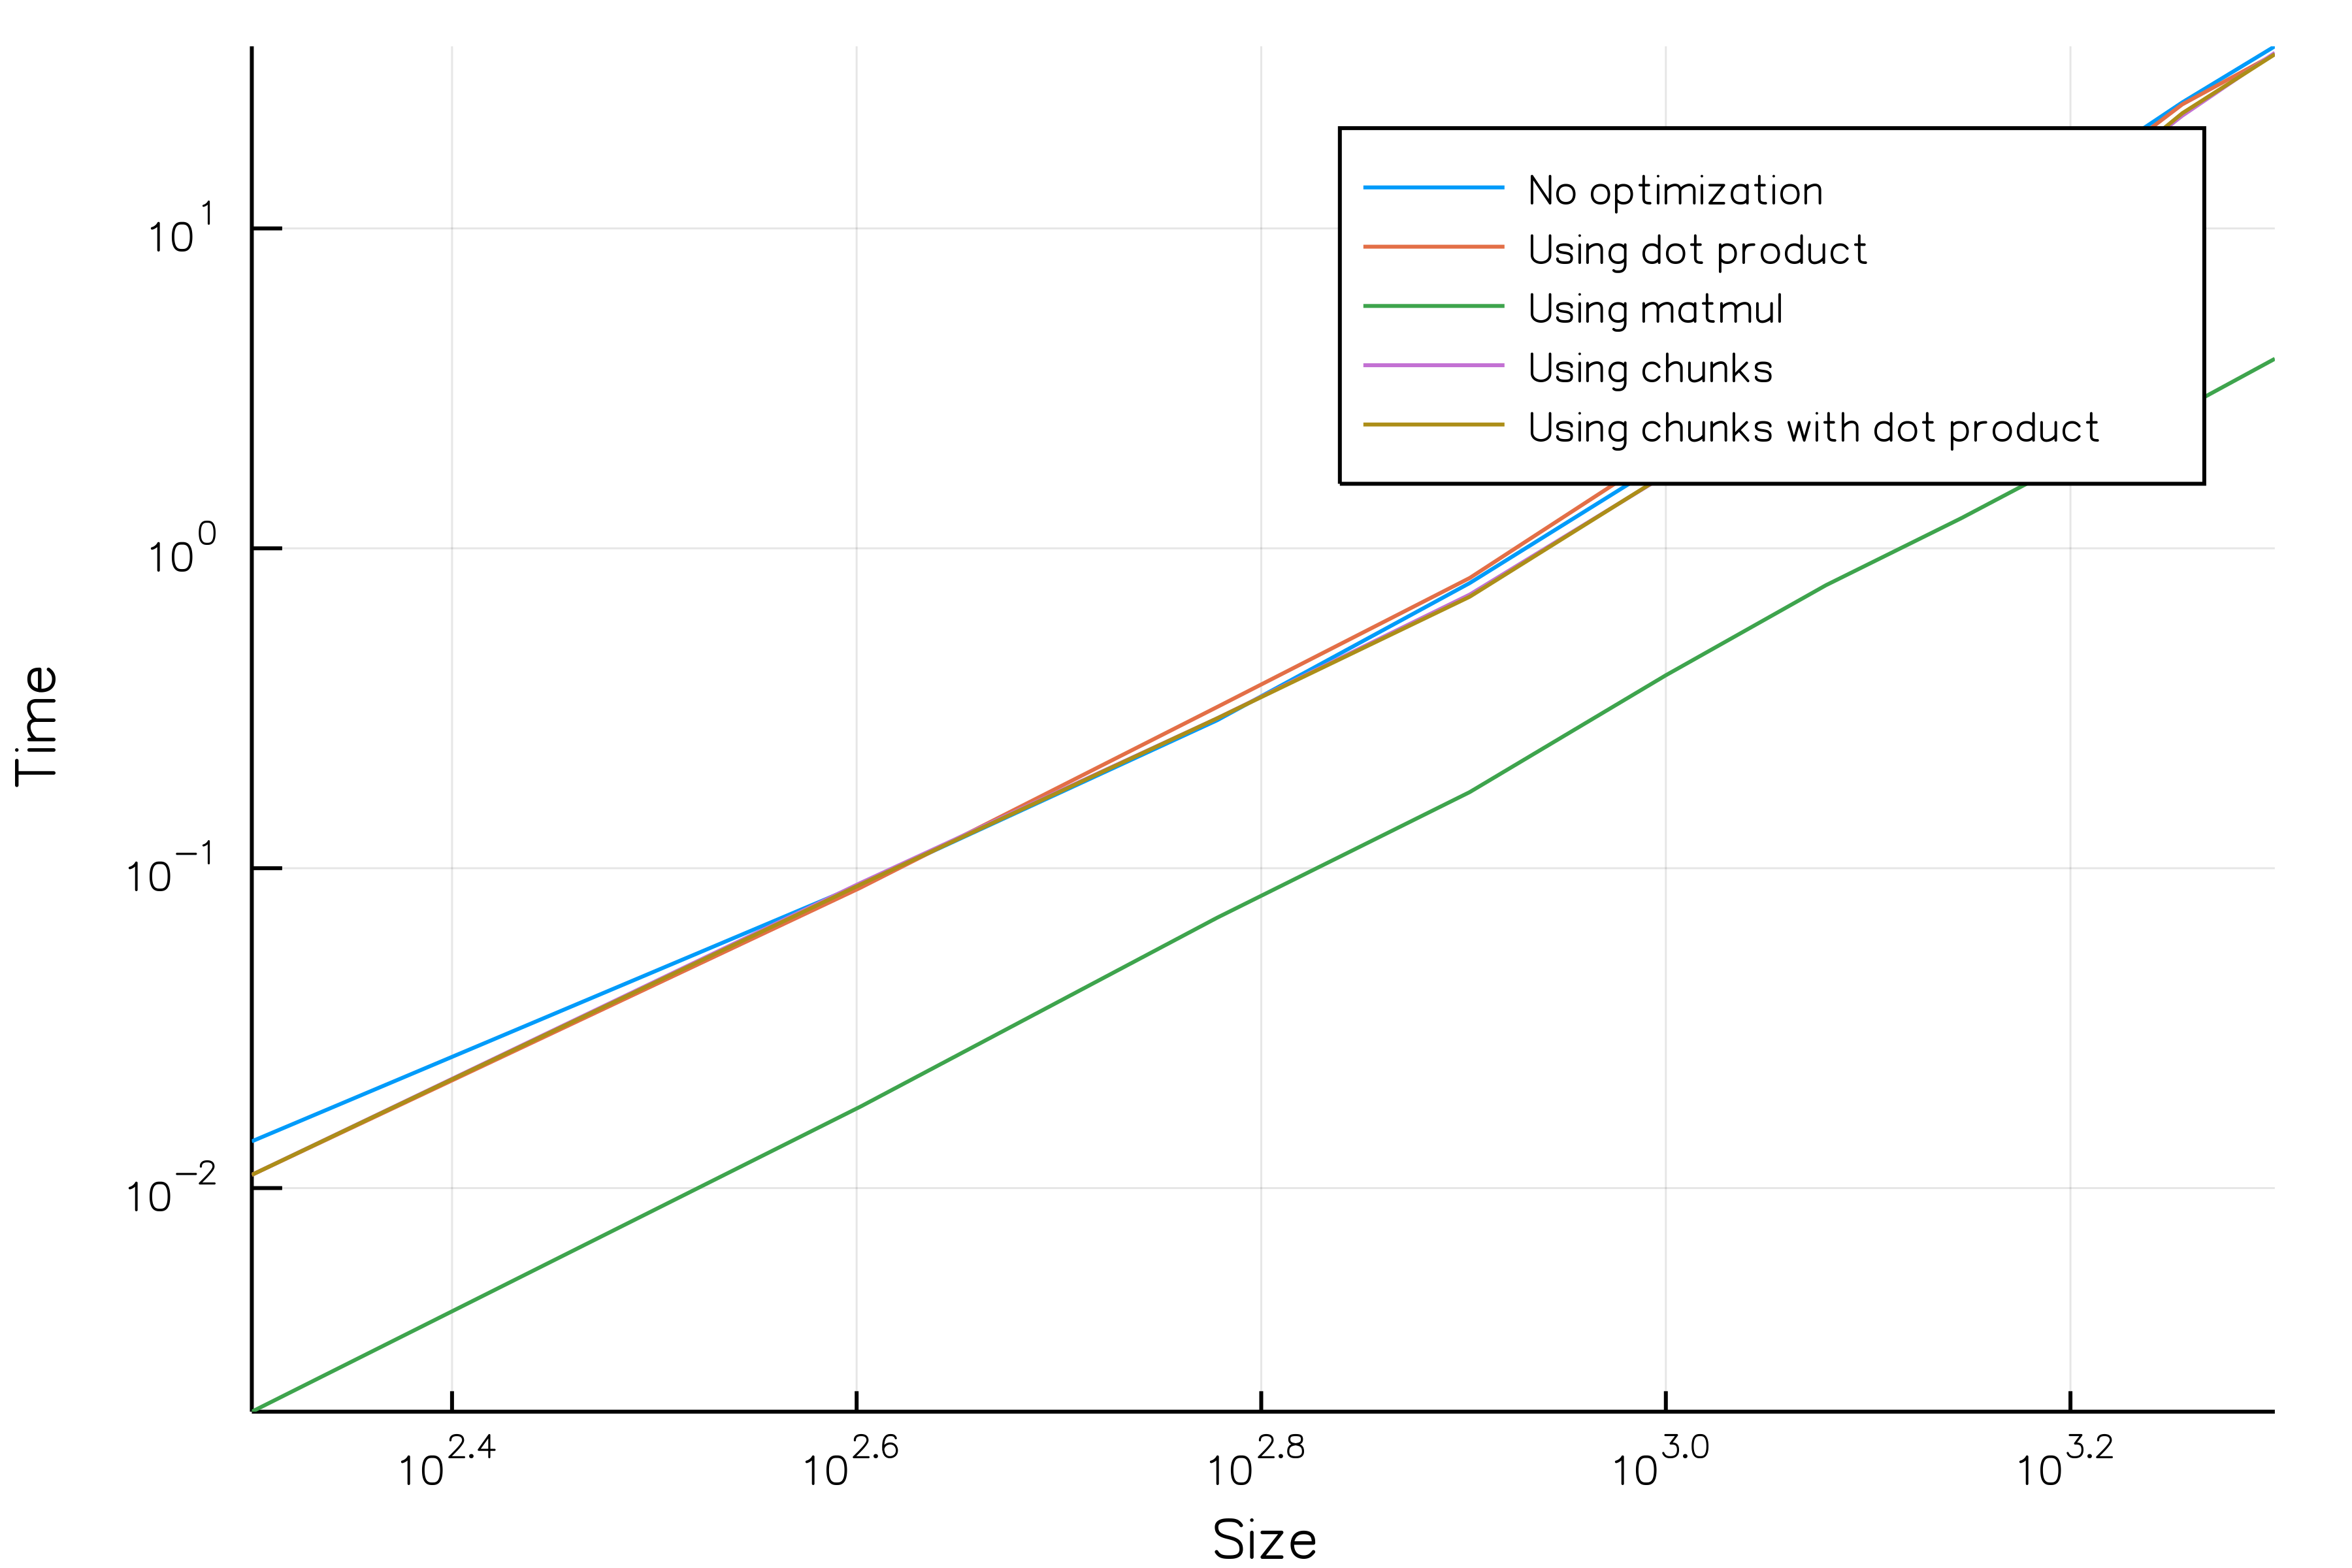 10^1
10^0
10^−1
10^−2
Time
No optimization
Using dot product
Using matmul
Using chunks
Using chunks with dot product
10^2.4 10^2.6 10^2.8 10^3.0 10^3.2
Size